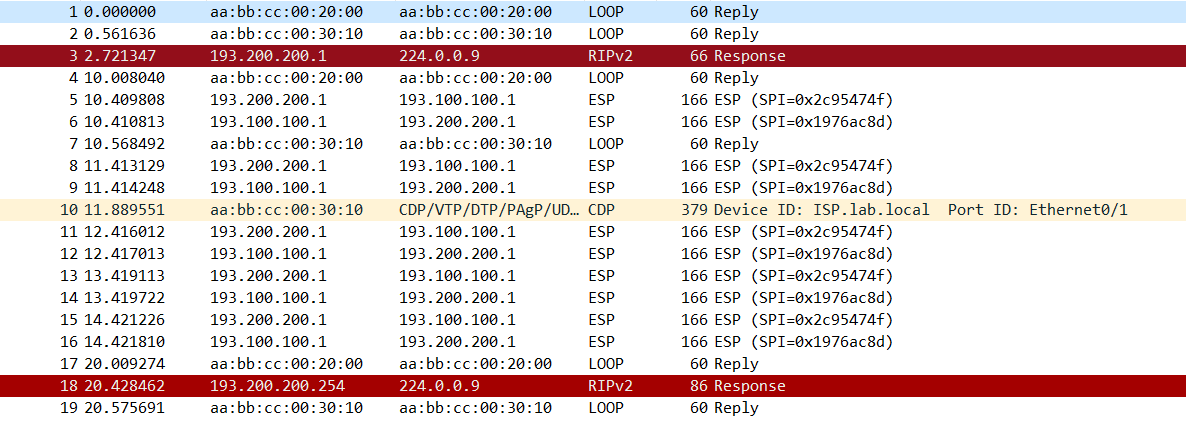 1 0.000000 aa:bb:cc:00:20:00 aa:bb:cc:00:20:00 LOOP 60 Reply
2 0.561636 aa:bb:cc:00:30:10 aa:bb:cc:00:30:10 LOOP 60 Reply
3 2.721347 193.200.200.1 224.0.0.9 RIPv2 66 Response
4 10.008040 aa:bb:cc:00:20:00 aa:bb:cc:00:20:00 LOOP 60 Reply
5 10.409808 193.200.200.1 193.100.100.1 ESP 166 ESP (SPI=0x2c95474f)
6 10.410813 193.100.100.1 193.200.200.1 ESP 166 ESP (SPI=0x1976ac8d)
7 10.568492 aa:bb:cc:00:30:10 aa:bb:cc:00:30:10 LOOP 60 Reply
8 11.413129 193.200.200.1 193.100.100.1 ESP 166 ESP (SPI=0x2c95474f)
9 11.414248 193.100.100.1 193.200.200.1 ESP 166 ESP (SPI=0x1976ac8d)
10 11.889551 aa:bb:cc:00:30:10 CDP/VTP/DTP/PAgP/UD… CDP 379 Device ID: ISP.lab.local Port ID: Ethernet0/1
11 12.416012 193.200.200.1 193.100.100.1 ESP 166 ESP (SPI=0x2c95474f)
12 12.417013 193.100.100.1 193.200.200.1 ESP 166 ESP (SPI=0x1976ac8d)
13 13.419113 193.200.200.1 193.100.100.1 ESP 166 ESP (SPI=0x2c95474f)
14 13.419722 193.100.100.1 193.200.200.1 ESP 166 ESP (SPI=0x1976ac8d)
15 14.421226 193.200.200.1 193.100.100.1 ESP 166 ESP (SPI=0x2c95474f)
16 14.421810 193.100.100.1 193.200.200.1 ESP 166 ESP (SPI=0x1976ac8d)
17 20.009274 aa:bb:cc:00:20:00 aa:bb:cc:00:20:00 LOOP 60 Reply
18 20.428462 193.200.200.254 224.0.0.9 RIPv2 86 Response
19 20.575691 aa:bb:cc:00:30:10 aa:bb:cc:00:30:10 LOOP 60 Reply